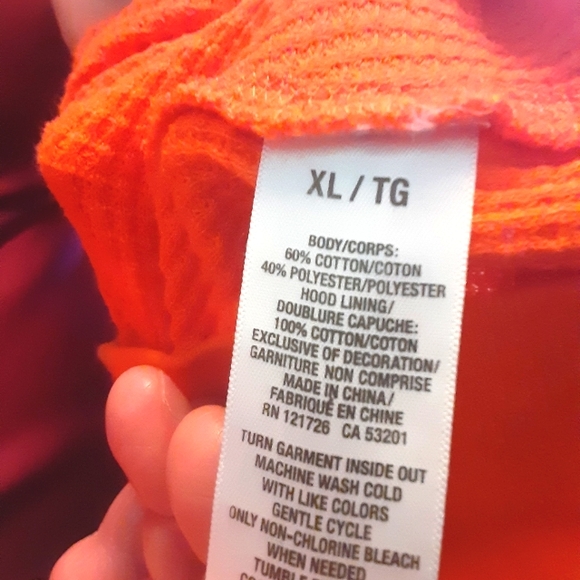 XL / TG
BODY/CORPS:
60% COTTON/COTON
40% POLYESTER/POLYESTER
HOOD LINING/
DOUBLURE CAPUCHE:
100% COTTON/COTON
EXCLUSIVE OF DECORATION/
GARNITURE NON COMPRISE
MADE IN CHINA/
FABRIQUÉ EN CHINE
RN 121726 CA 53201
TURN GARMENT INSIDE OUT
MACHINE WASH COLD
WITH LIKE COLORS
GENTLE CYCLE
ONLY NON-CHLORINE BLEACH
WHEN NEEDED
TUMBLE